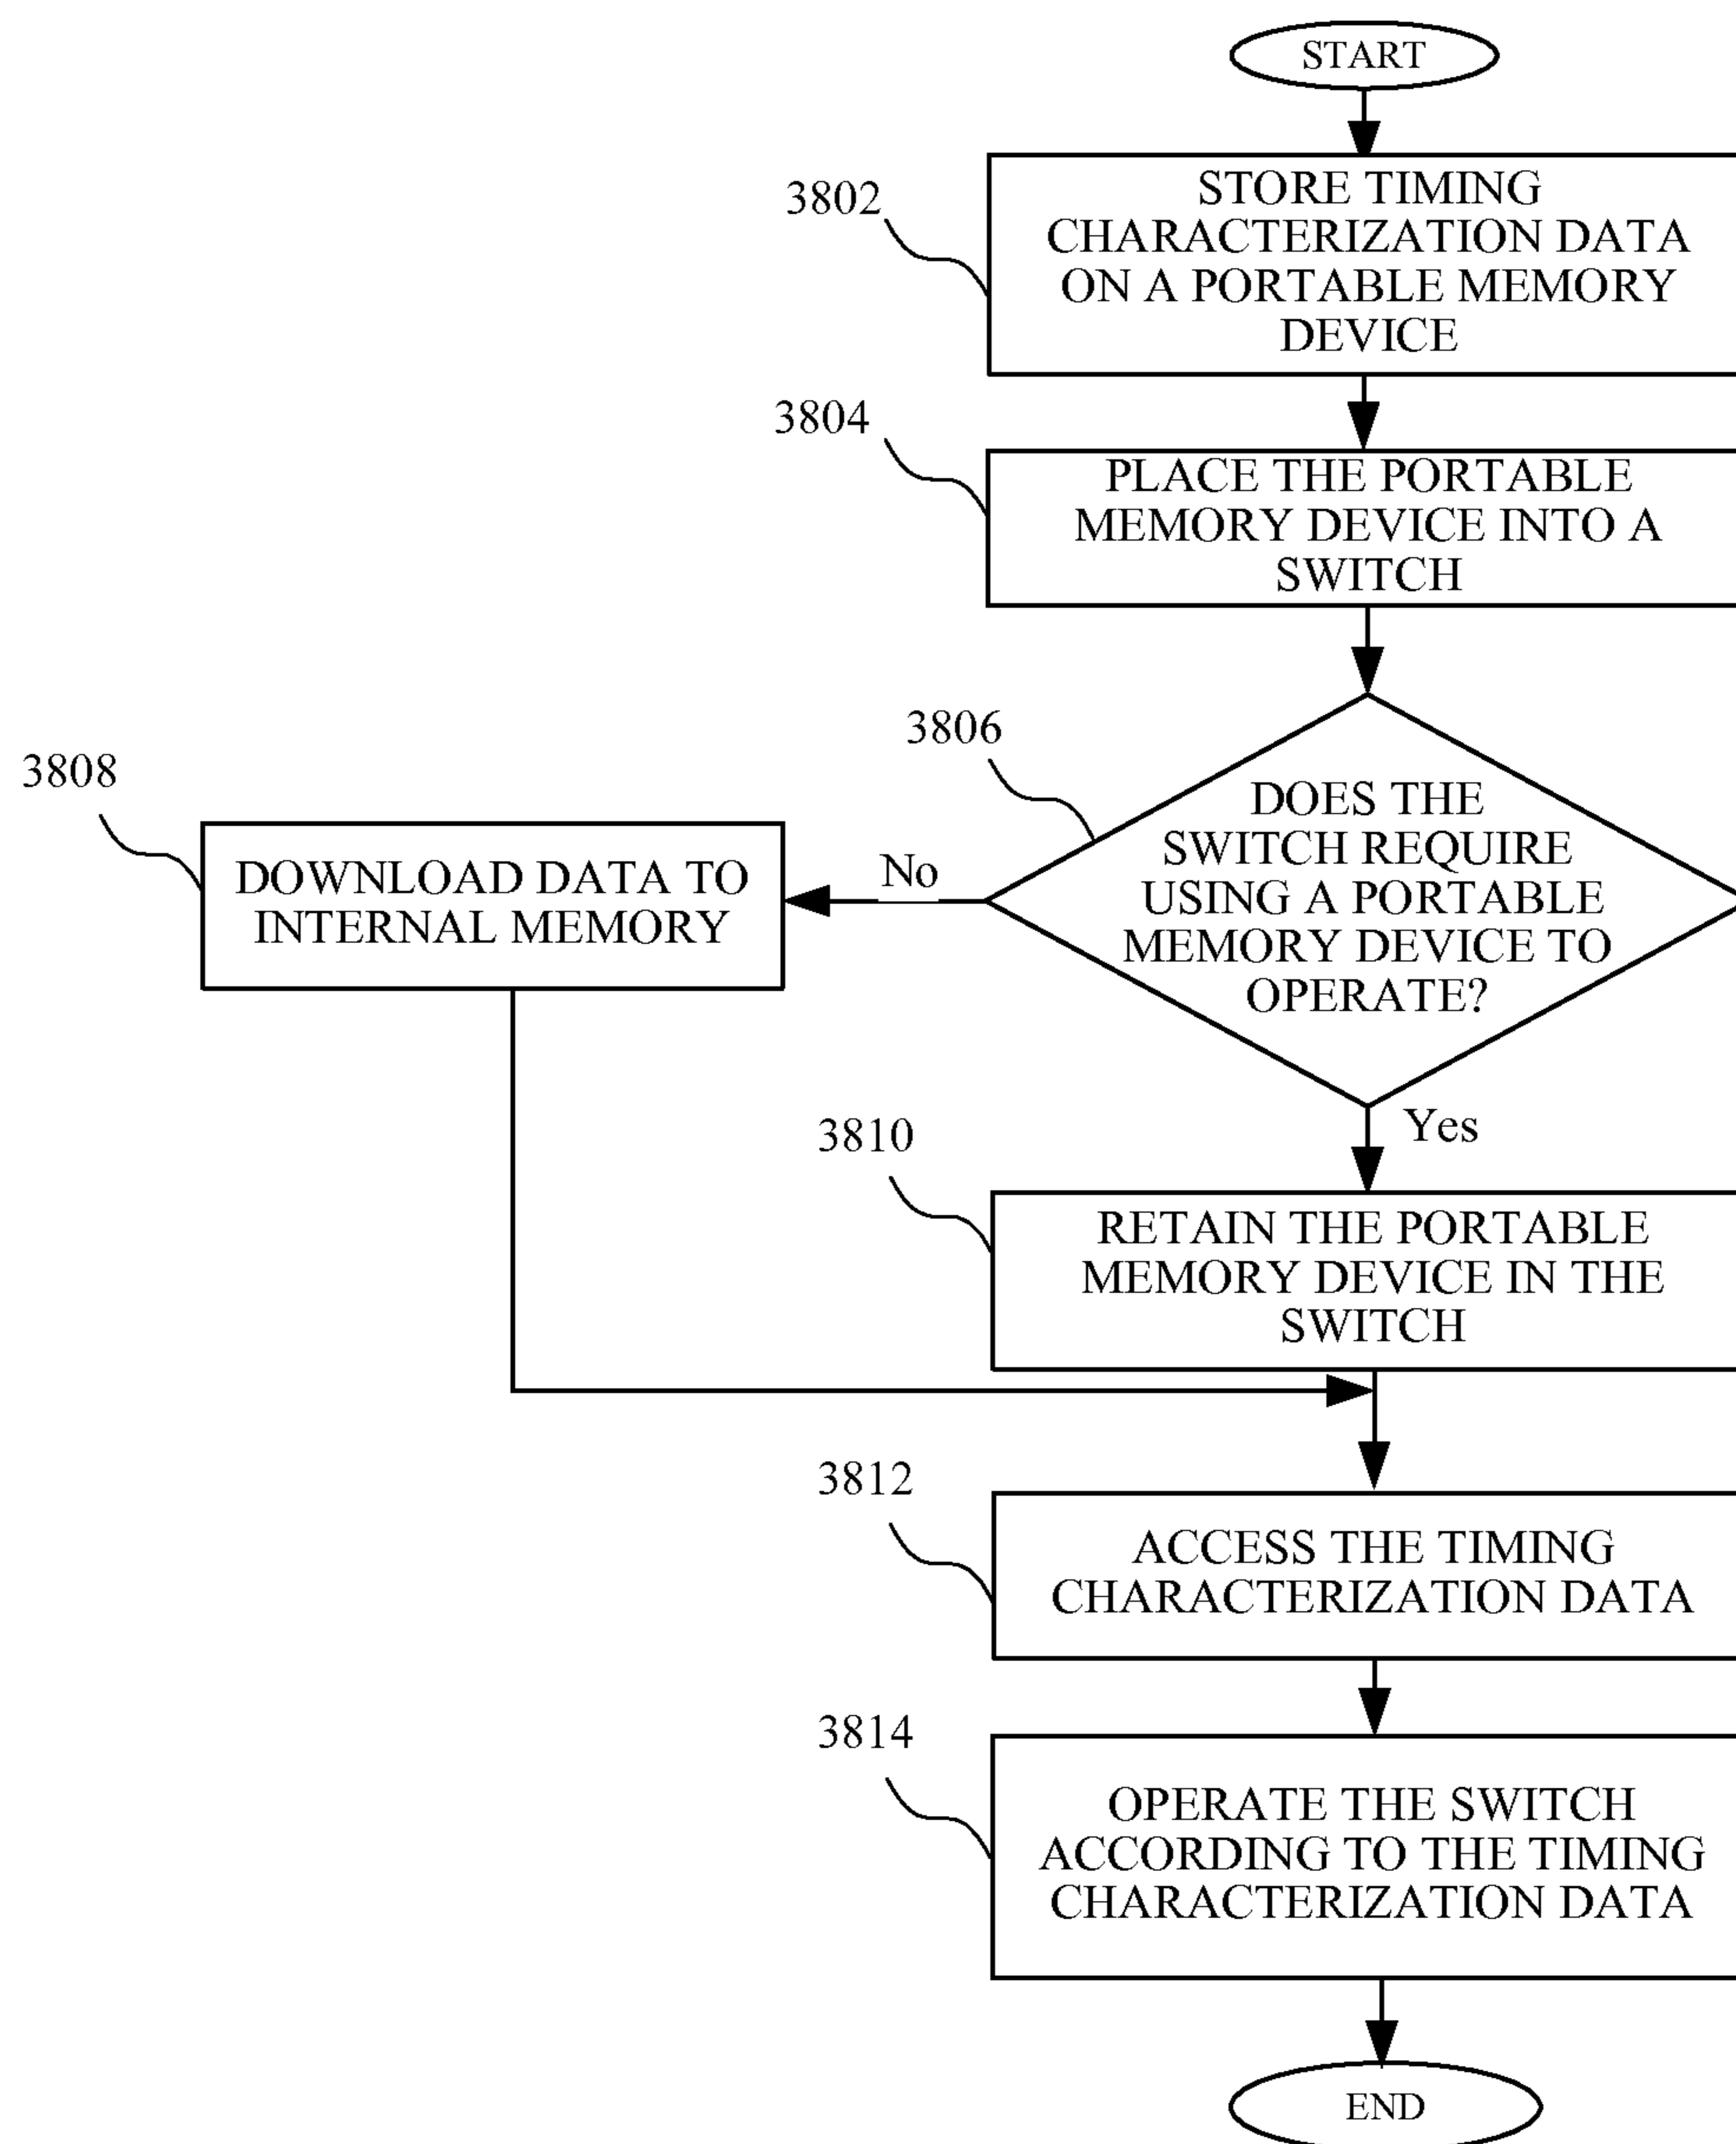 START
3802
STORE TIMING
CHARACTERIZATION DATA
ON A PORTABLE MEMORY
DEVICE
3804
PLACE THE PORTABLE
MEMORY DEVICE INTO A
SWITCH
3806
DOES THE
SWITCH REQUIRE
USING A PORTABLE
MEMORY DEVICE TO
OPERATE?
No
3808
DOWNLOAD DATA TO
INTERNAL MEMORY
Yes
3810
RETAIN THE PORTABLE
MEMORY DEVICE IN THE
SWITCH
3812
ACCESS THE TIMING
CHARACTERIZATION DATA
3814
OPERATE THE SWITCH
ACCORDING TO THE TIMING
CHARACTERIZATION DATA
END